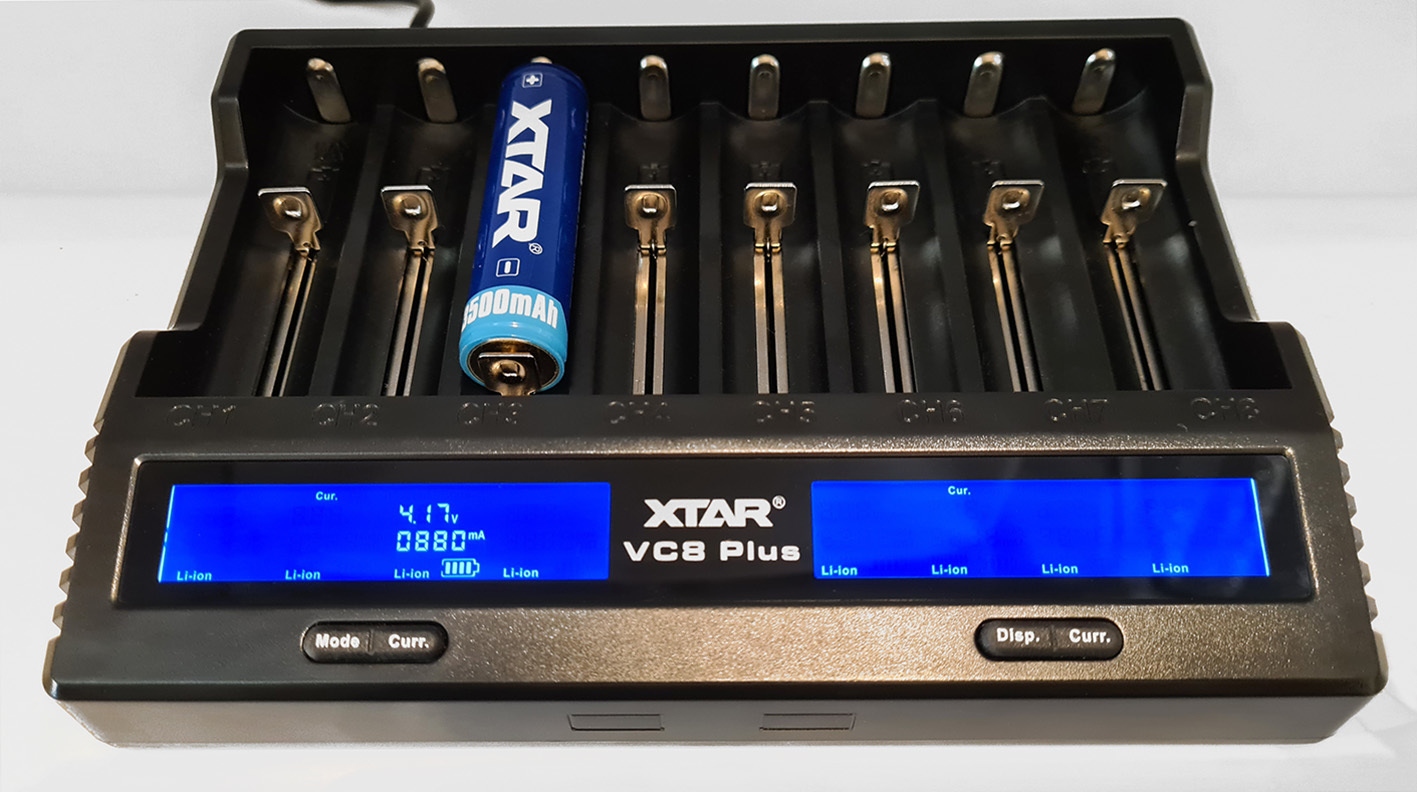 XTAR®
3500mAh
CH1 CH2 CH3 CH4 CH5 CH6 CH7 CH8
Cur.
4.17v
0880mA
Li-ion Li-ion Li-ion Li-ion
XTAR®
VC8 Plus
Cur.
Li-ion Li-ion Li-ion Li-ion
Mode Curr.
Disp. Curr.